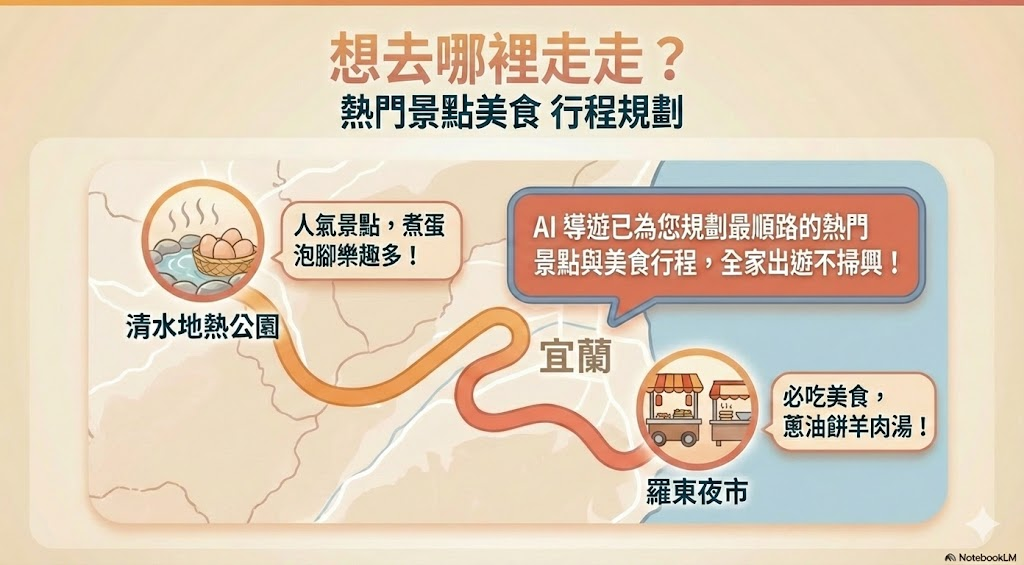 想去哪裡走走？
熱門景點美食 行程規劃
人氣景點，煮蛋
泡腳樂趣多！
AI 導遊已為您規劃最順路的熱門
景點與美食行程，全家出遊不掃興！
清水地熱公園
宜蘭
必吃美食，
蔥油餅羊肉湯！
羅東夜市
NotebookLM